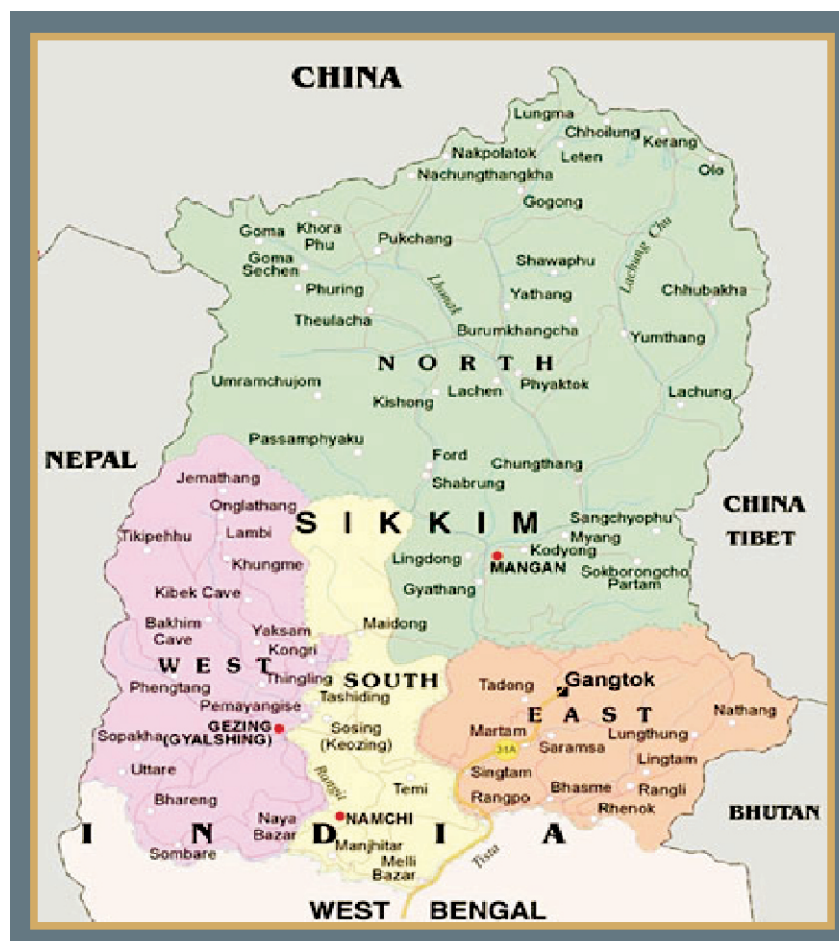 CHINA
Lungma
Chhoilung
Kerang
Nakpolatok
Leten
Ole
Nachungthangkha
Gogong
Goma
Khora
Phu
Pukchang
Lachung Chu
Goma
Sechen
Shawaphu
Phuring
Yathang
Chhubakha
Theulacha
Burumkhangcha
Yumthang
NORTH
Umramchujom
Kishong
Lachen
Phyaktok
Lachung
Passamphyaku
NEPAL
Ford
Chungthang
Jemathang
Shabrung
Onglathang
CHINA
TIBET
SIKKIM
Sangchyophu
Tikipehhu
Lambi
Myang
Lingdong
Kodyong
Khungme
MANGAN
Sokborongcho
Partam
Gyathang
Kibek Cave
Bakhim
Cave
Yaksam
Maidong
Kongri
WEST
Thingling
SOUTH
Gangtok
Phengtang
Tadong
Tashiding
Pemayangise
EAST
Nathang
GEZING
(GYALSHING)
Sosing
(Keozing)
Martam
Lungthung
Sopakha
31A
Saramsa
Lingtam
Uttare
Singtam
Rangit
Temi
Bhasme
Rangli
Bhareng
Rangpo
Rhenok
BHUTAN
Naya
Bazar
NAMCHI
INDIA
Manjhitar
Sombare
Melli
Bazar
Tista
WEST BENGAL